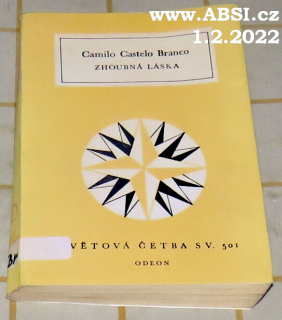 www.ABSI.cz
1.2.2022
Camilo Castelo Branco
ZHOUBNÁ LÁSKA
VĚTOVÁ ČETBA SV. 501
ODEON